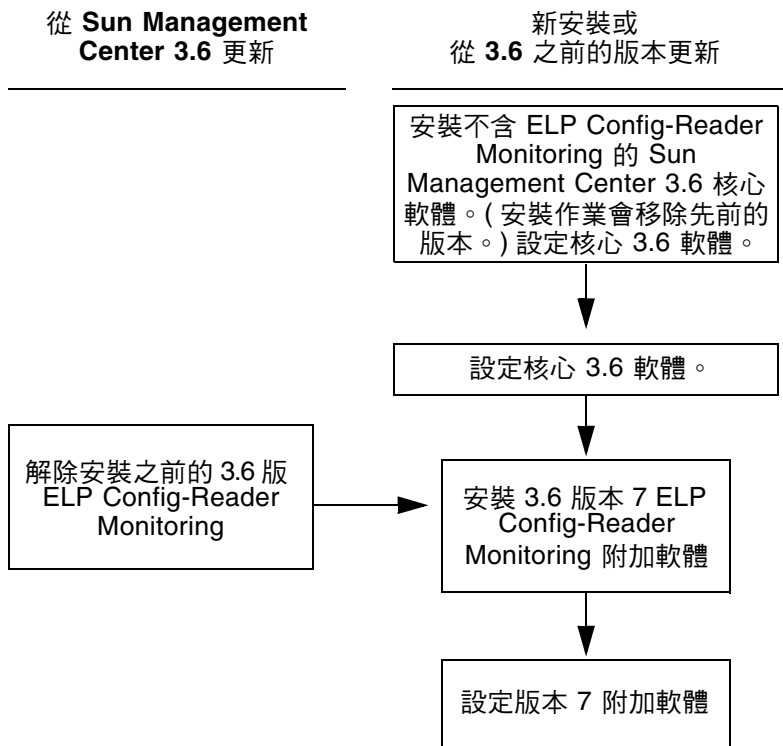 從 Sun Management
Center 3.6 更新
新安裝或
從 3.6 之前的版本更新
安裝不含 ELP Config-Reader
Monitoring 的 Sun
Management Center 3.6 核心
軟體。( 安裝作業會移除先前的
版本。) 設定核心 3.6 軟體。
設定核心 3.6 軟體。
解除安裝之前的 3.6 版
ELP Config-Reader
Monitoring
安裝 3.6 版本 7 ELP
Config-Reader
Monitoring 附加軟體
設定版本 7 附加軟體